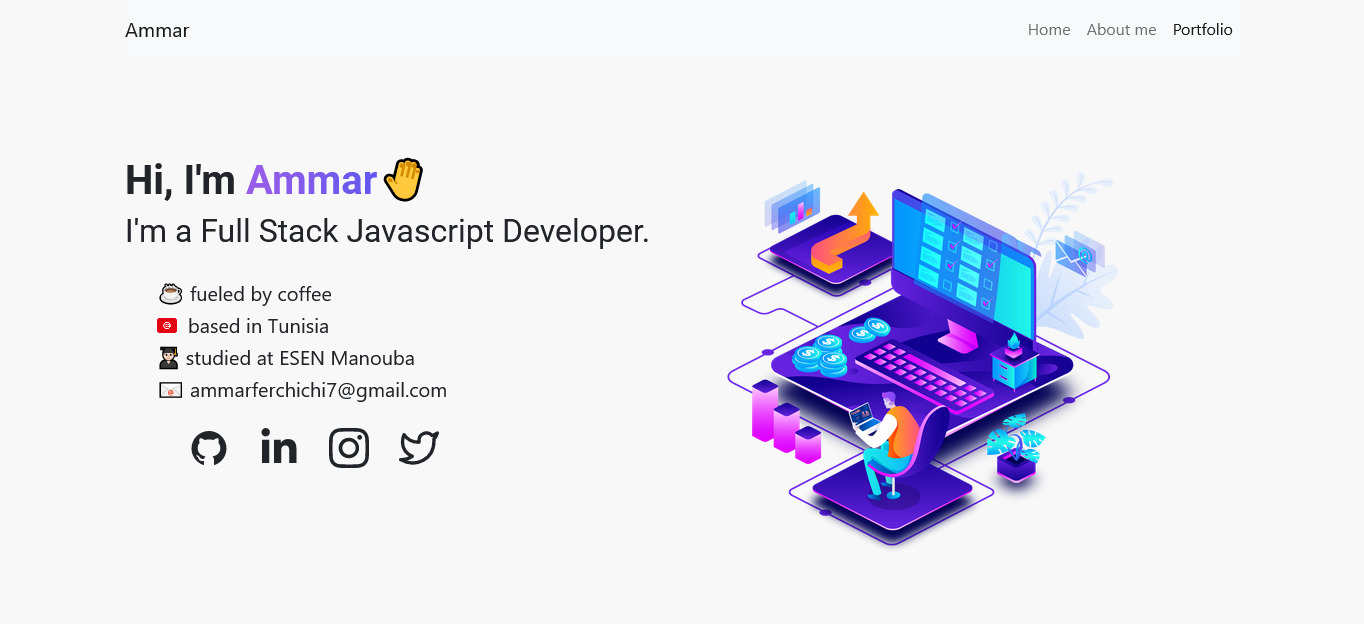 Ammar
Home About me Portfolio
Hi, I'm Ammar
I'm a Full Stack Javascript Developer.
fueled by coffee
based in Tunisia
studied at ESEN Manouba
ammarferchichi7@gmail.com